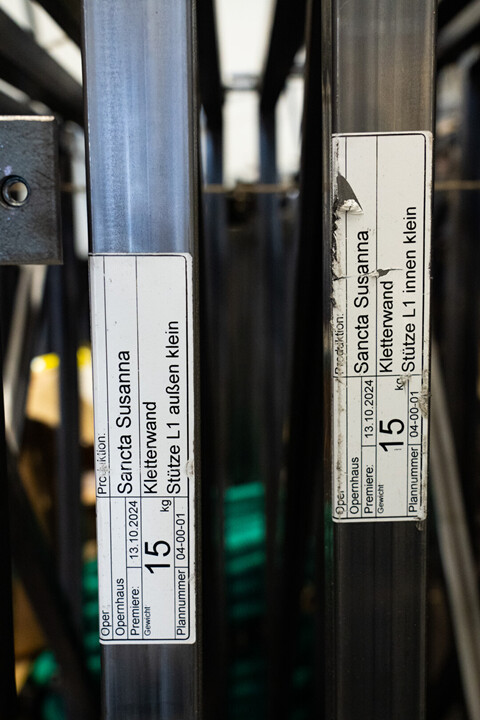 Oper
Produktion:
Opernhaus
Sancta Susanna
Premiere:
13.10.2024
Gewicht
15
kg
Kletterwand
Plannummer
04-00-01
Stütze L1 außen klein
Oper
Produktion:
Opernhaus
Sancta Susanna
Premiere:
13.10.2024
Gewicht
15
kg
Kletterwand
Plannummer
04-00-01
Stütze L1 innen klein